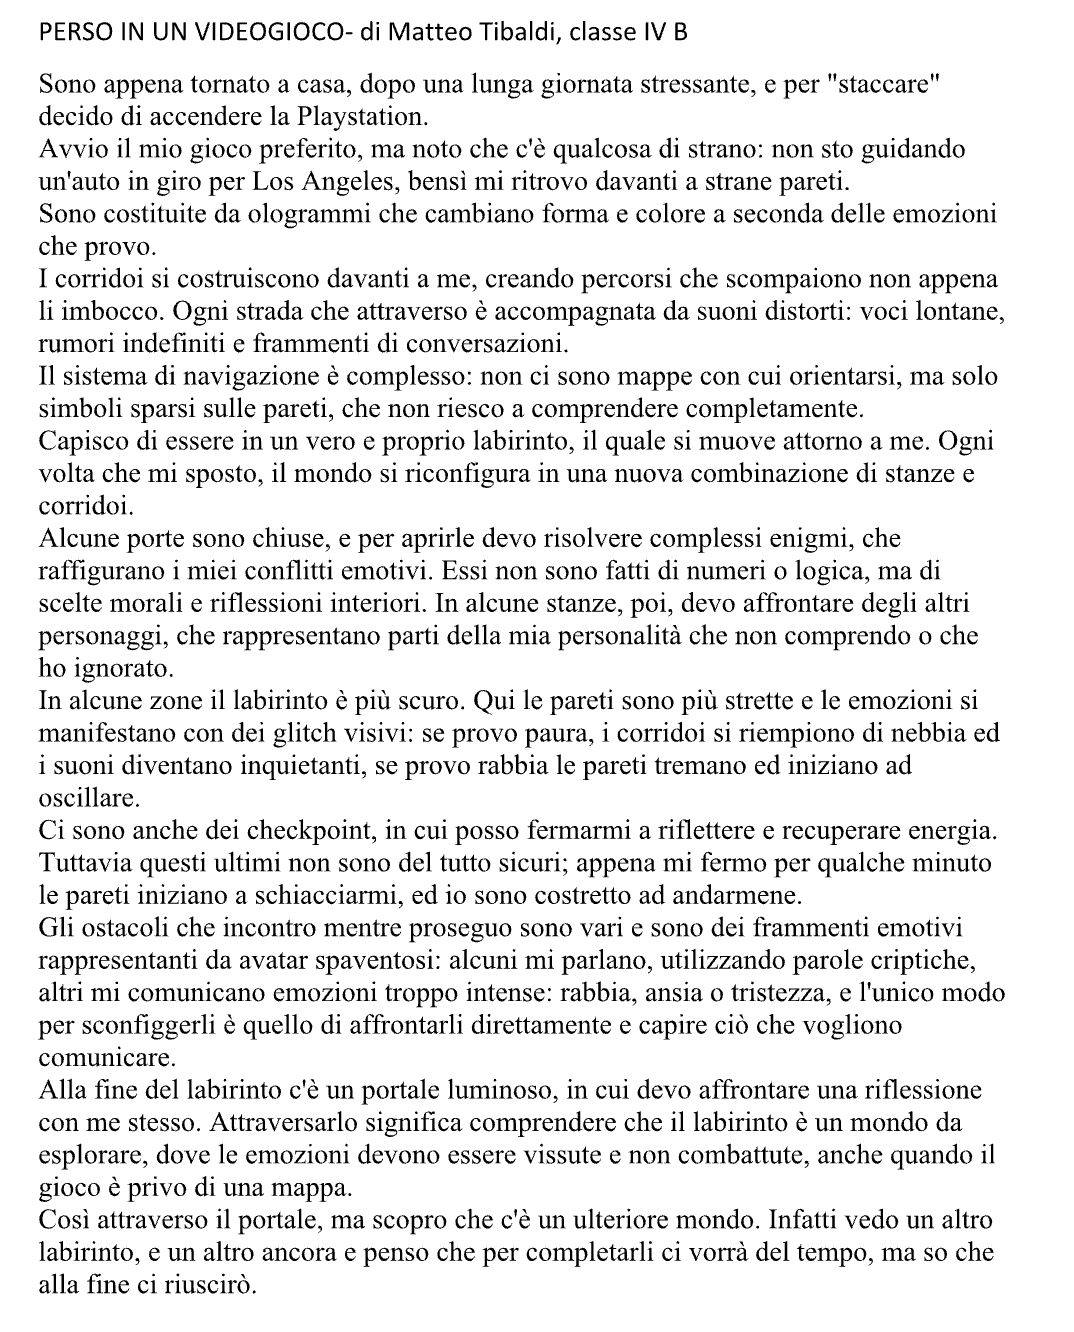 PERSO IN UN VIDEOGIOCO- di Matteo Tibaldi, classe IV B
Sono appena tornato a casa, dopo una lunga giornata stressante, e per "staccare"
decido di accendere la Playstation.
Avvio il mio gioco preferito, ma noto che c'è qualcosa di strano: non sto guidando
un'auto in giro per Los Angeles, bensì mi ritrovo davanti a strane pareti.
Sono costituite da ologrammi che cambiano forma e colore a seconda delle emozioni
che provo.
I corridoi si costruiscono davanti a me, creando percorsi che scompaiono non appena
li imbocco. Ogni strada che attraverso è accompagnata da suoni distorti: voci lontane,
rumori indefiniti e frammenti di conversazioni.
Il sistema di navigazione è complesso: non ci sono mappe con cui orientarsi, ma solo
simboli sparsi sulle pareti, che non riesco a comprendere completamente.
Capisco di essere in un vero e proprio labirinto, il quale si muove attorno a me. Ogni
volta che mi sposto, il mondo si riconfigura in una nuova combinazione di stanze e
corridoi.
Alcune porte sono chiuse, e per aprirle devo risolvere complessi enigmi, che
raffigurano i miei conflitti emotivi. Essi non sono fatti di numeri o logica, ma di
scelte morali e riflessioni interiori. In alcune stanze, poi, devo affrontare degli altri
personaggi, che rappresentano parti della mia personalità che non comprendo o che
ho ignorato.
In alcune zone il labirinto è più scuro. Qui le pareti sono più strette e le emozioni si
manifestano con dei glitch visivi: se provo paura, i corridoi si riempiono di nebbia ed
i suoni diventano inquietanti, se provo rabbia le pareti tremano ed iniziano ad
oscillare.
Ci sono anche dei checkpoint, in cui posso fermarmi a riflettere e recuperare energia.
Tuttavia questi ultimi non sono del tutto sicuri; appena mi fermo per qualche minuto
le pareti iniziano a schiacciarmi, ed io sono costretto ad andarmene.
Gli ostacoli che incontro mentre proseguo sono vari e sono dei frammenti emotivi
rappresentanti da avatar spaventosi: alcuni mi parlano, utilizzando parole criptiche,
altri mi comunicano emozioni troppo intense: rabbia, ansia o tristezza, e l'unico modo
per sconfiggerli è quello di affrontarli direttamente e capire ciò che vogliono
comunicare.
Alla fine del labirinto c'è un portale luminoso, in cui devo affrontare una riflessione
con me stesso. Attraversarlo significa comprendere che il labirinto è un mondo da
esplorare, dove le emozioni devono essere vissute e non combattute, anche quando il
gioco è privo di una mappa.
Così attraverso il portale, ma scopro che c'è un ulteriore mondo. Infatti vedo un altro
labirinto, e un altro ancora e penso che per completarli ci vorrà del tempo, ma so che
alla fine ci riuscirò.